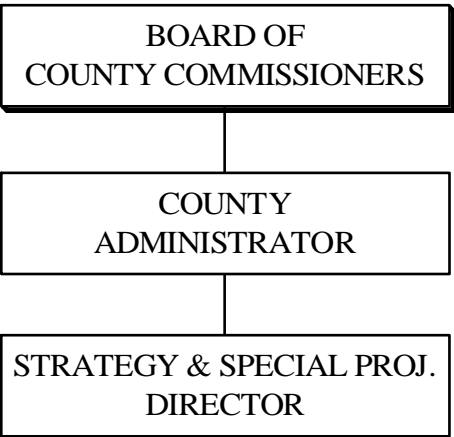 BOARD OF
COUNTY COMMISSIONERS
COUNTY
ADMINISTRATOR
STRATEGY & SPECIAL PROJ.
DIRECTOR